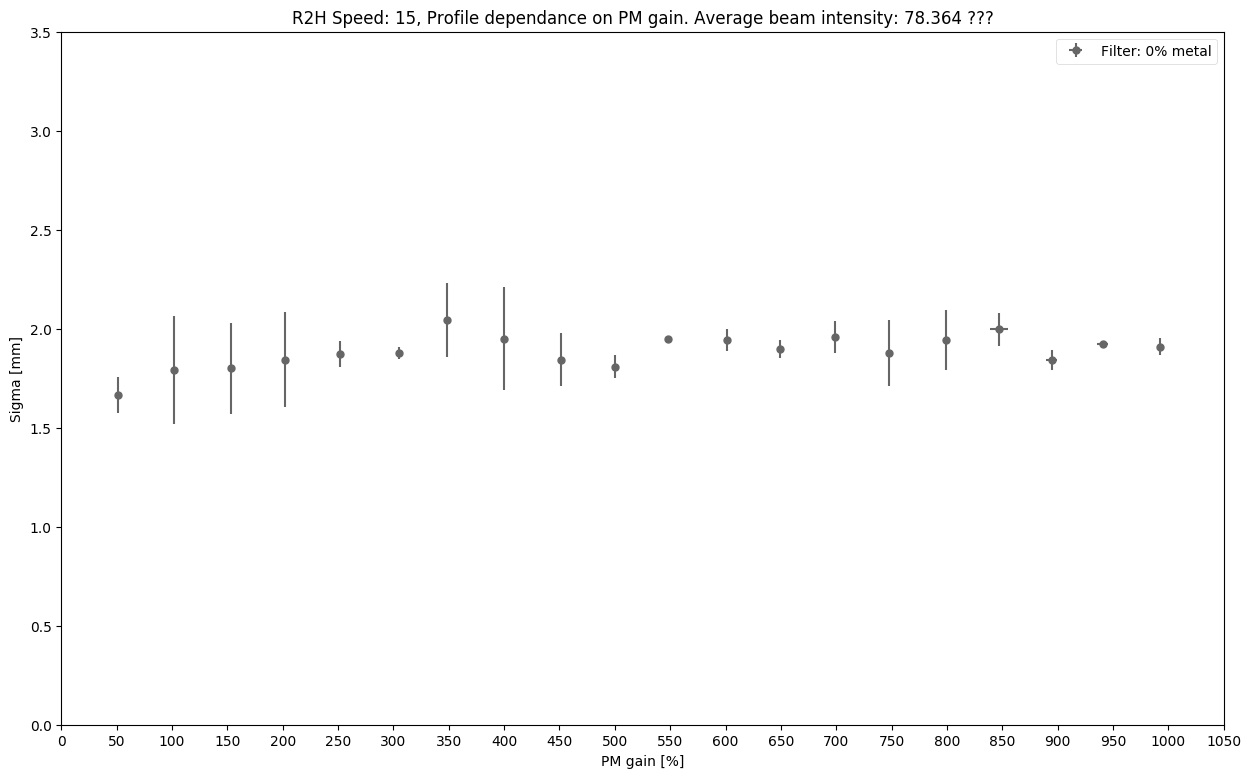 R2H Speed: 15, Profile dependance on PM gain. Average beam intensity: 78.364 ???
Filter: 0% metal
3.5
3.0
2.5
2.0
1.5
1.0
0.5
0.0
Sigma [mm]
0 50 100 150 200 250 300 350 400 450 500 550 600 650 700 750 800 850 900 950 1000 1050
PM gain [%]